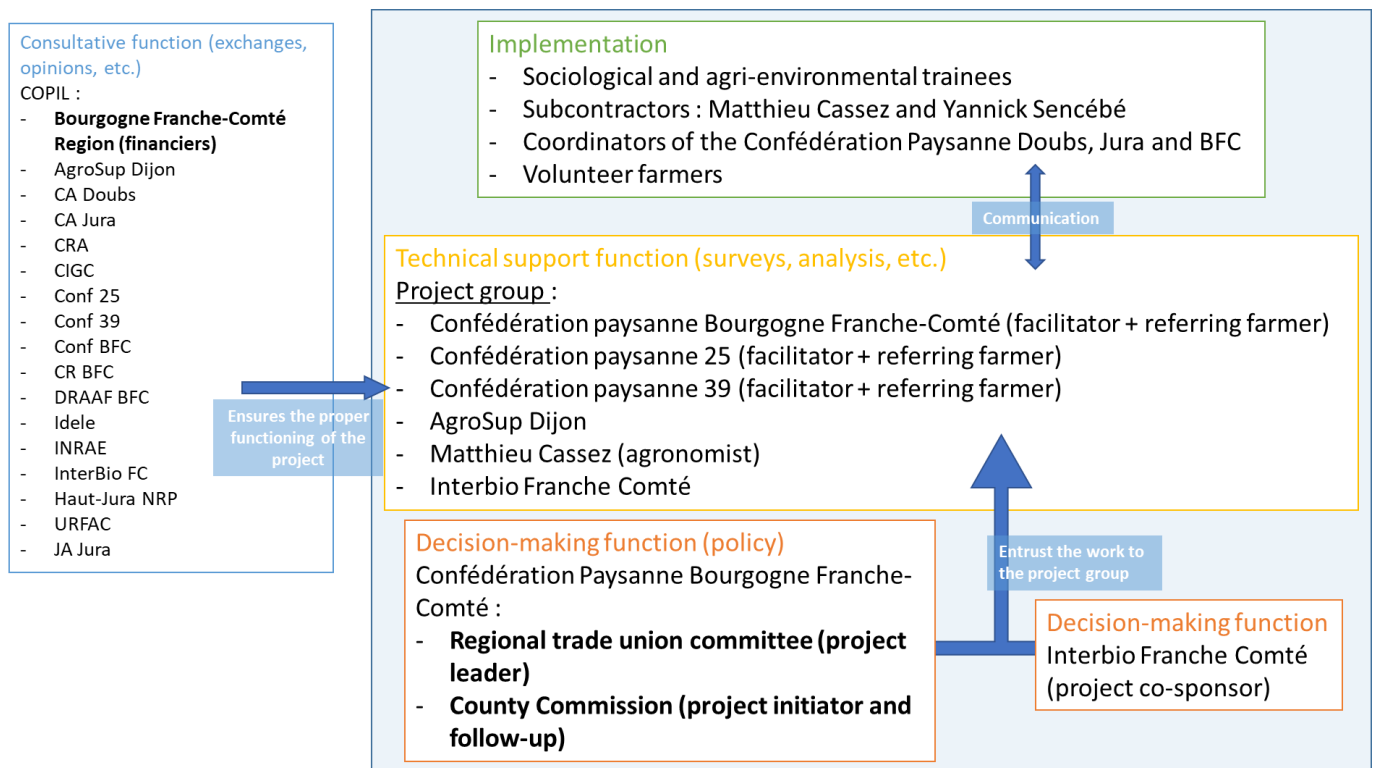 Consultative function (exchanges,
opinions, etc.)
COPIL :
- Bourgogne Franche-Comté
Region (financiers)
- AgroSup Dijon
- CA Doubs
- CA Jura
- CRA
- CIGC
- Conf 25
- Conf 39
- Conf BFC
- CR BFC
- DRAAF BFC
- Idele
- INRAE
- InterBio FC
- Haut-Jura NRP
- URFAC
- JA Jura
Ensures the proper
functioning of the
project
Implementation
- Sociological and agri-environmental trainees
- Subcontractors : Matthieu Cassez and Yannick Sencébé
- Coordinators of the Confédération Paysanne Doubs, Jura and BFC
- Volunteer farmers
Communication
Technical support function (surveys, analysis, etc.)
Project group :
- Confédération paysanne Bourgogne Franche-Comté (facilitator + referring farmer)
- Confédération paysanne 25 (facilitator + referring farmer)
- Confédération paysanne 39 (facilitator + referring farmer)
- AgroSup Dijon
- Matthieu Cassez (agronomist)
- Interbio Franche Comté
Decision-making function (policy)
Confédération Paysanne Bourgogne Franche-
Comté :
- Regional trade union committee (project
leader)
- County Commission (project initiator and
follow-up)
Entrust the work to
the project group
Decision-making function
Interbio Franche Comté
(project co-sponsor)